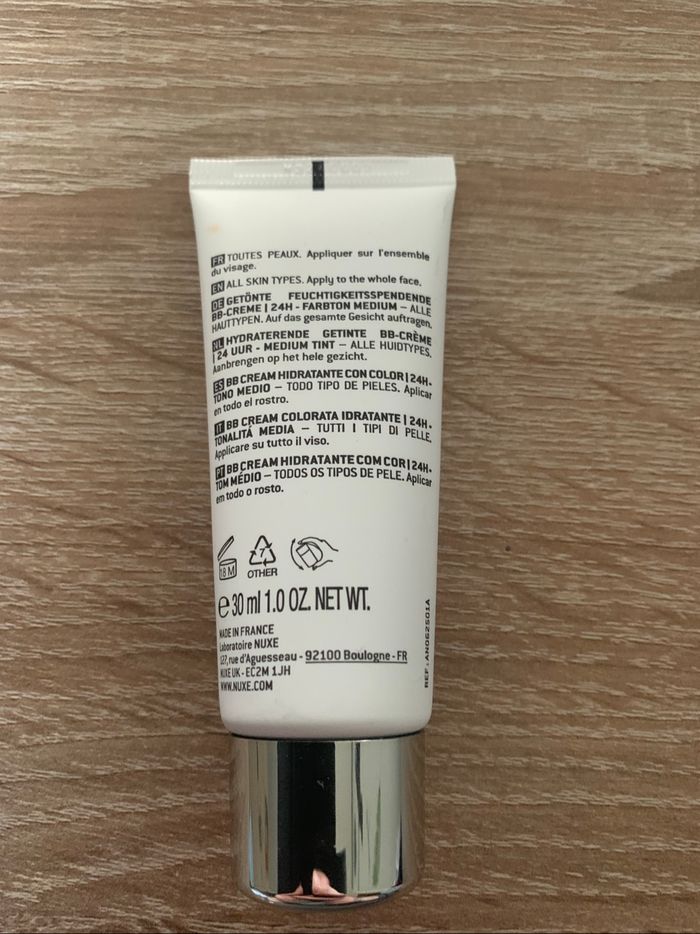 FR TOUTES PEAUX. Appliquer sur l'ensemble
du visage.
EN ALL SKIN TYPES. Apply to the whole face.
DE GETÖNTE FEUCHTIGKEITSSPENDENDE
BB-CREME | 24H - FARBTON MEDIUM – ALLE
HAUTTYPEN. Auf das gesamte Gesicht auftragen.
NL HYDRATERENDE GETINTE BB-CRÈME
| 24 UUR - MEDIUM TINT – ALLE HUIDTYPES.
Aanbrengen op het hele gezicht.
ES BB CREAM HIDRATANTE CON COLOR | 24H -
TONO MEDIO – TODO TIPO DE PIELES. Aplicar
en todo el rostro.
IT BB CREAM COLORATA IDRATANTE | 24H -
TONALITÁ MEDIA – TUTTI I TIPI DI PELLE.
Applicare su tutto il viso.
PT BB CREAM HIDRATANTE COM COR | 24H -
TOM MÉDIO – TODOS OS TIPOS DE PELE. Aplicar
em todo o rosto.
18 M
7
OTHER
e 30 ml 1.0 OZ. NET WT.
MADE IN FRANCE
Laboratoire NUXE
127, rue d'Aguesseau - 92100 Boulogne - FR
NUXE UK - EC2M 1JH
WWW.NUXE.COM
REF. AN062501A